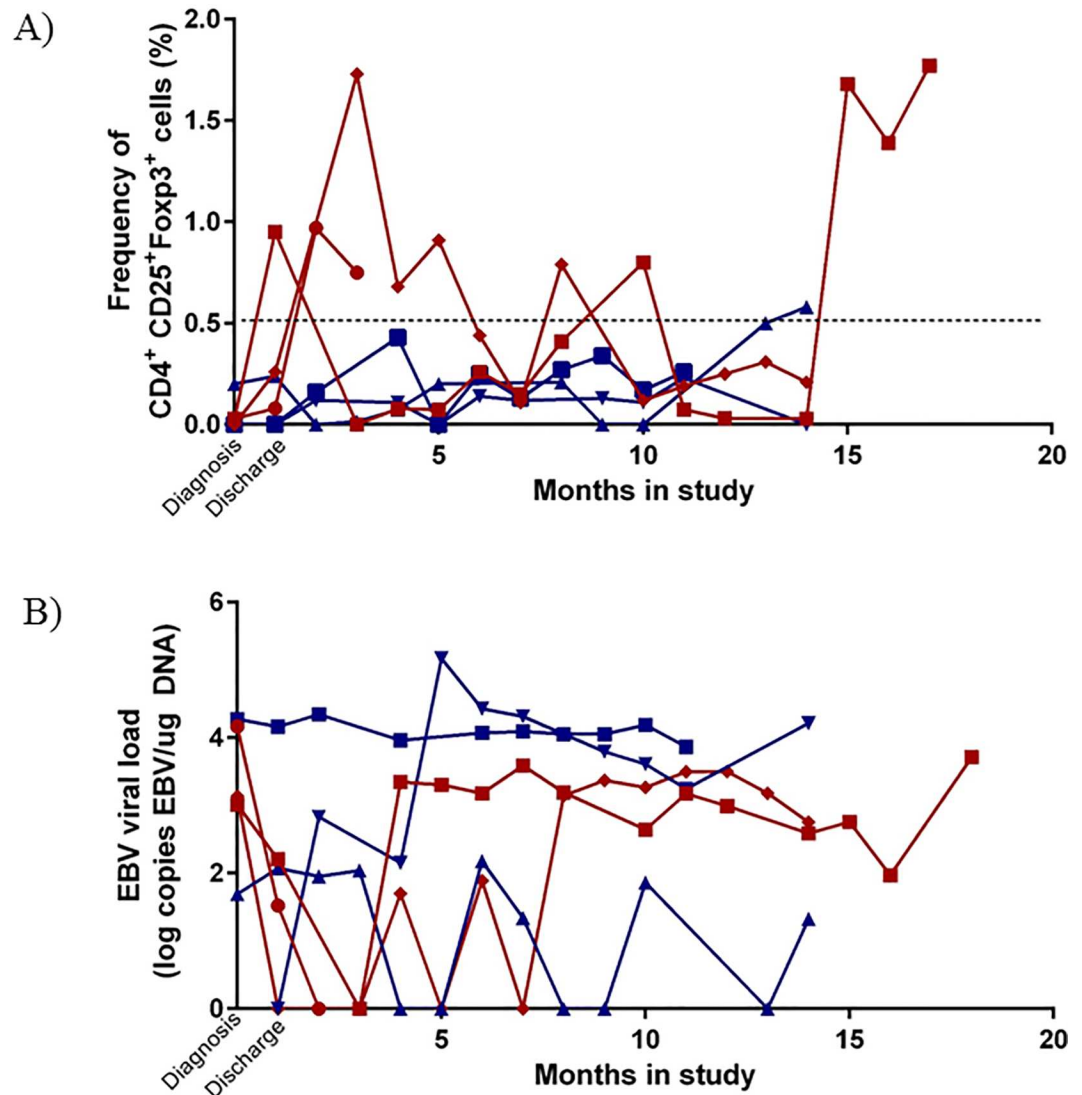 A)
2.0
1.5
1.0
0.5
0.0
Frequency of
CD4+ CD25+Foxp3+ cells (%)
Diagnosis
Discharge
5
10
15
20
Months in study
B)
6
4
2
0
EBV viral load
(log copies EBV/ug DNA)
Diagnosis
Discharge
5
10
15
20
Months in study